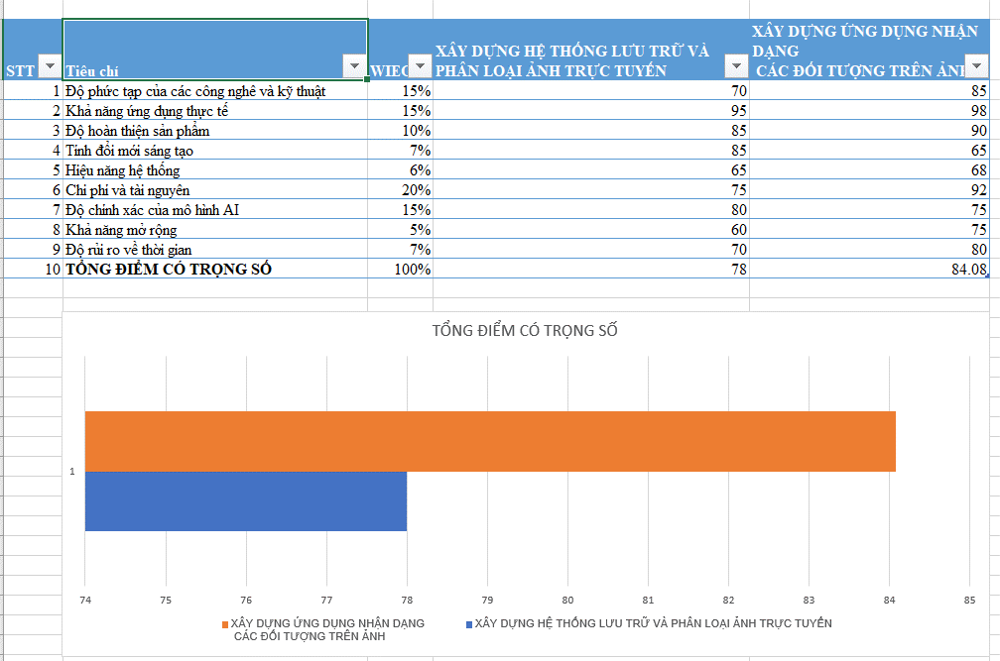 STT Tiêu chí WIEG XÂY DỰNG HỆ THỐNG LƯU TRỮ VÀ PHÂN LOẠI ẢNH TRỰC TUYẾN XÂY DỰNG ỨNG DỤNG NHẬN DẠNG CÁC ĐỐI TƯỢNG TRÊN ẢNH
1 Độ phức tạp của các công nghê và kỹ thuật 15% 70 85
2 Khả năng ứng dụng thực tế 15% 95 98
3 Độ hoàn thiện sản phẩm 10% 85 90
4 Tính đổi mới sáng tạo 7% 85 65
5 Hiệu năng hệ thống 6% 65 68
6 Chi phí và tài nguyên 20% 75 92
7 Độ chính xác của mô hình AI 15% 80 75
8 Khả năng mở rộng 5% 60 75
9 Độ rủi ro về thời gian 7% 70 80
10 TỔNG ĐIỂM CÓ TRỌNG SỐ 100% 78 84.08
TỔNG ĐIỂM CÓ TRỌNG SỐ
1
74 75 76 77 78 79 80 81 82 83 84 85
XÂY DỰNG ỨNG DỤNG NHẬN DẠNG
CÁC ĐỐI TƯỢNG TRÊN ẢNH
XÂY DỰNG HỆ THỐNG LƯU TRỮ VÀ PHÂN LOẠI ẢNH TRỰC TUYẾN